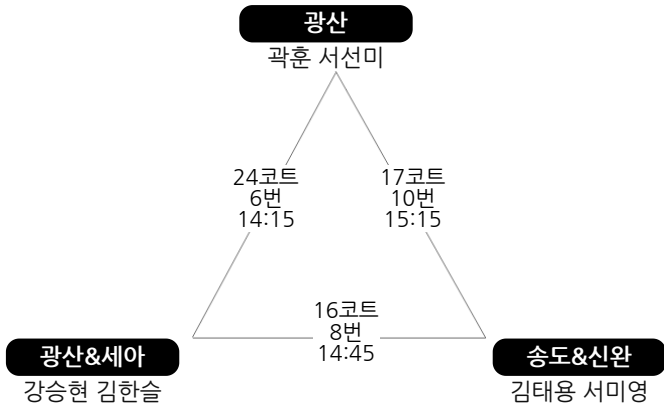 광산
곽훈 서선미
24코트
6번
14:15
17코트
10번
15:15
16코트
8번
14:45
광산&세아
강승현 김한슬
송도&신완
김태용 서미영